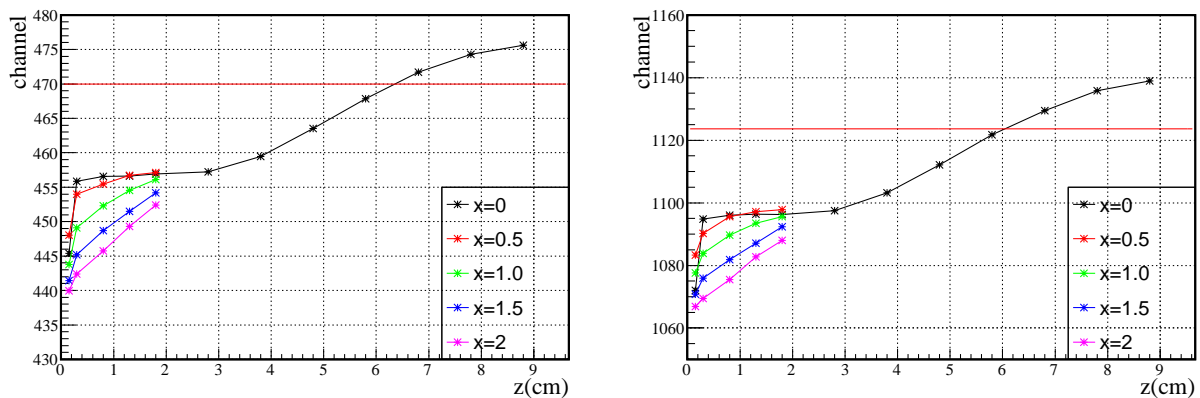 channel
480
475
470
465
460
455
450
445
440
435
430
0 1 2 3 4 5 6 7 8 9
z(cm)
x=0
x=0.5
x=1.0
x=1.5
x=2
channel
1160
1140
1120
1100
1080
1060
0 1 2 3 4 5 6 7 8 9
z(cm)
x=0
x=0.5
x=1.0
x=1.5
x=2